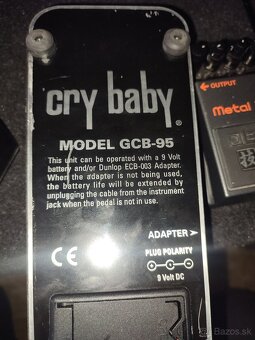 cry baby
®
MODEL GCB-95
This unit can be operated with a 9 Volt
battery and/or Dunlop ECB-003 Adapter.
When the adapter is not being used,
the battery life will be extended by
unplugging the cable from the instrument
jack when the pedal is not in use.
ADAPTER >
CE
PLUG POLARITY
9 Volt DC
OUTPUT
Metal
bazos.sk